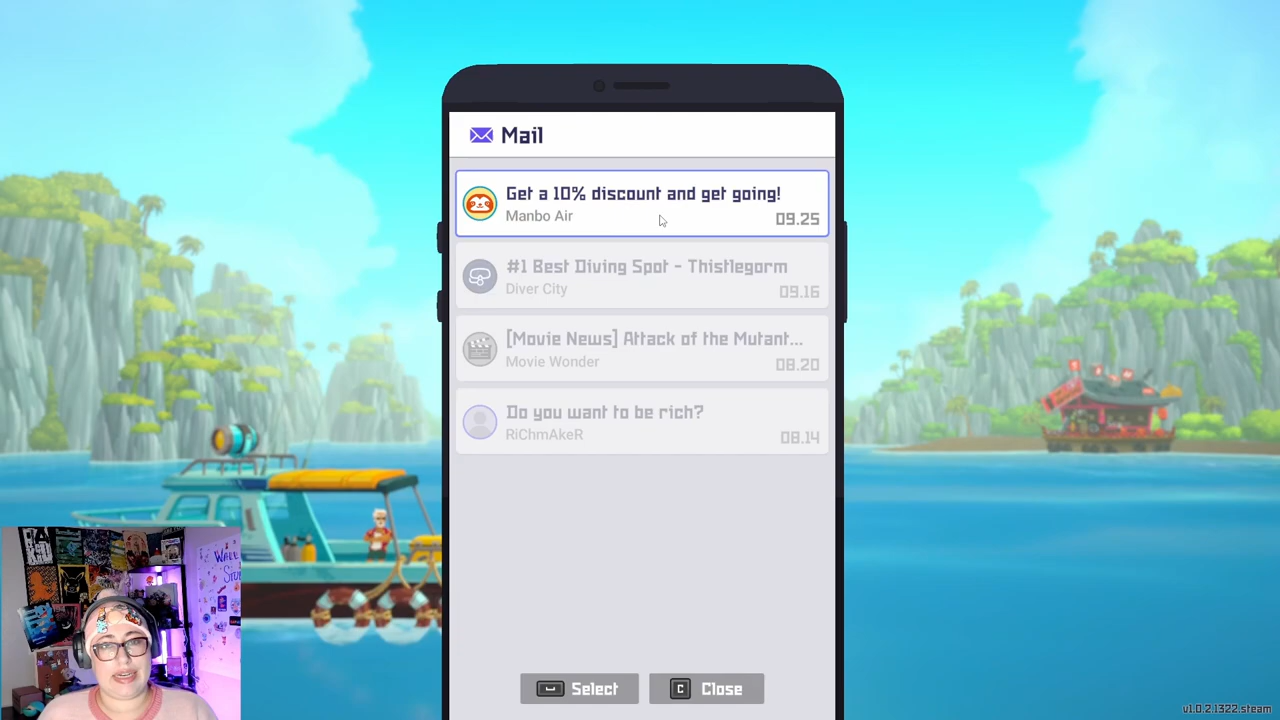 Mail
Get a 10% discount and get going!
Manbo Air
09.25
#1 Best Diving Spot - Thistlegorm
Diver City
09.16
[Movie News] Attack of the Mutant...
Movie Wonder
08.20
Do you want to be rich?
RiChmAkeR
08.14
Select
C Close
v1.0.2.1322.steam